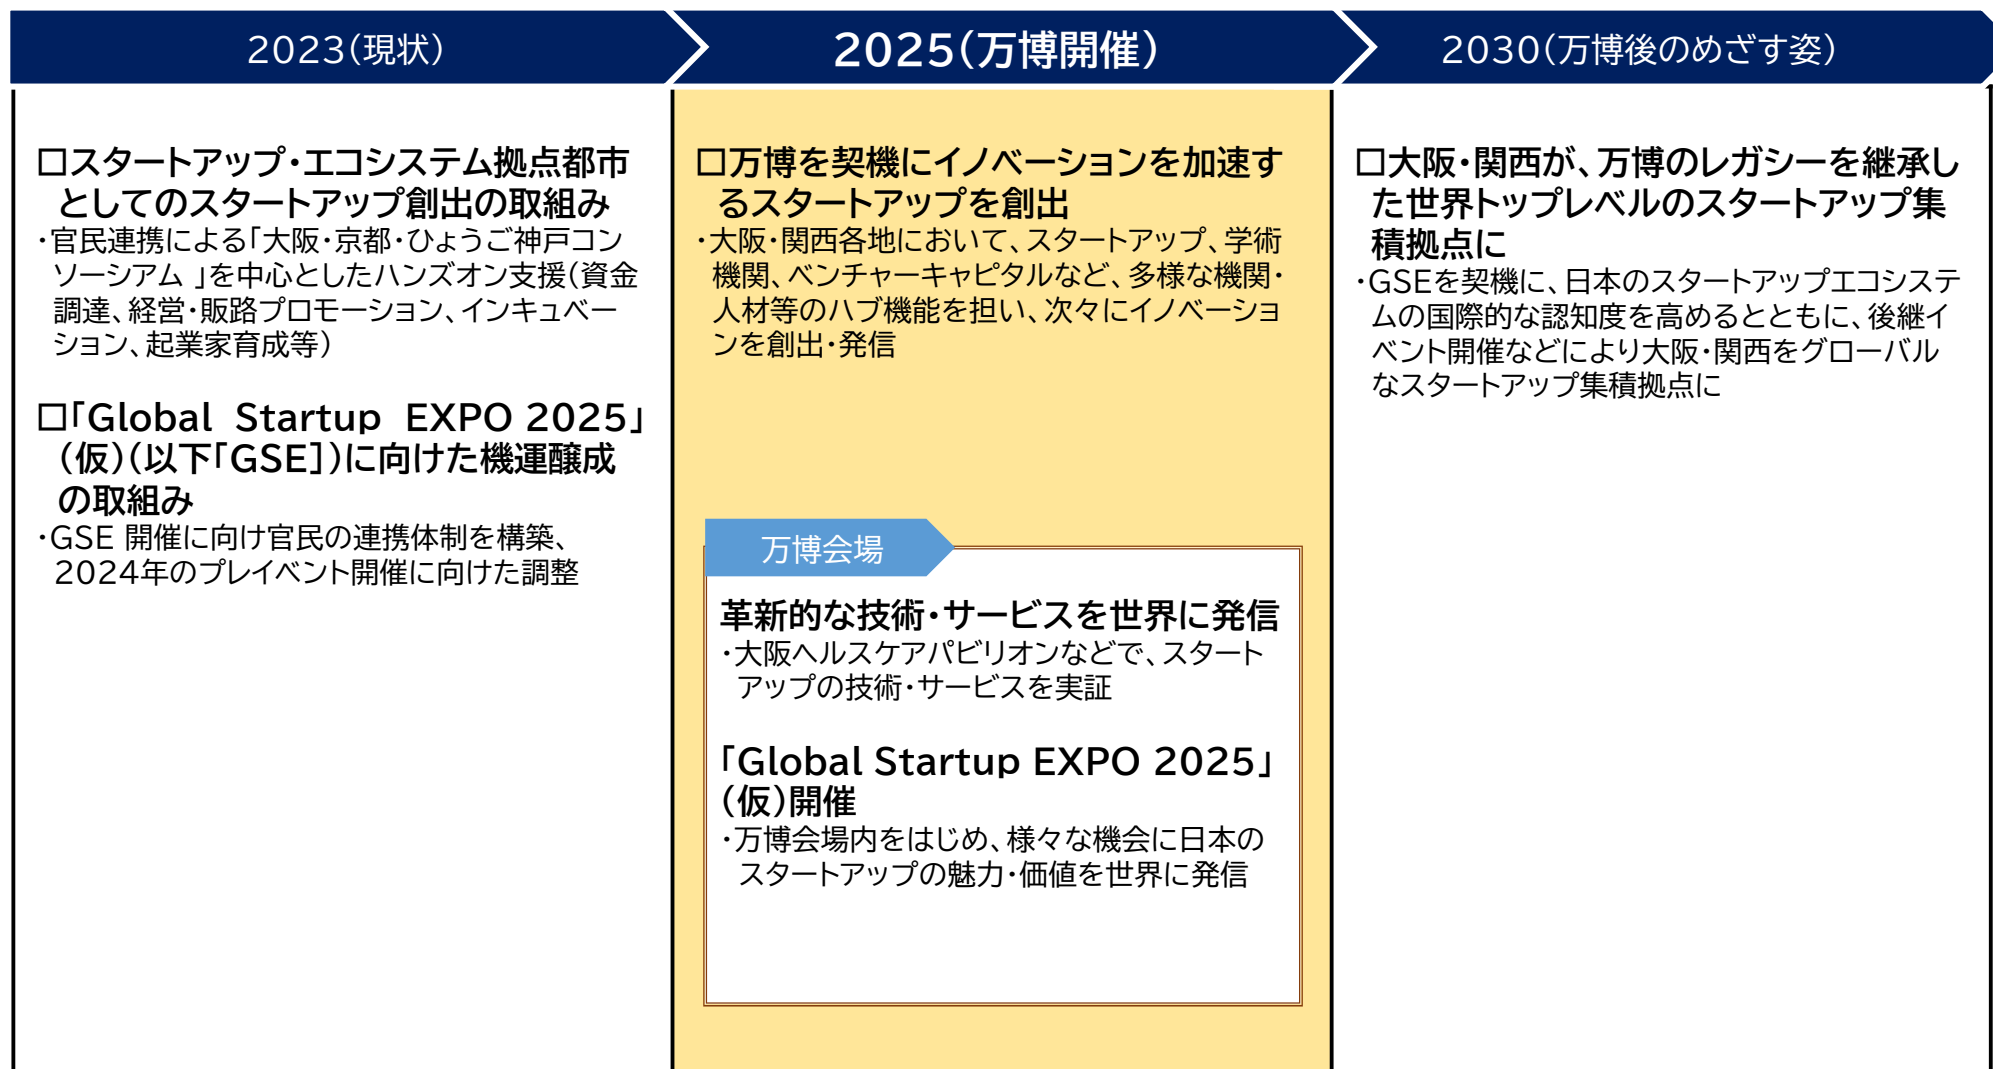 2023(現状)
2025(万博開催)
2030(万博後のめざす姿)
□スタートアップ・エコシステム拠点都市
としてのスタートアップ創出の取組み
・官民連携による「大阪・京都・ひょうご神戸コン
ソーシアム 」を中心としたハンズオン支援(資金
調達、経営・販路プロモーション、インキュベー
ション、起業家育成等)
□「Global Startup EXPO 2025」
(仮)(以下「GSE])に向けた機運醸成
の取組み
・GSE 開催に向け官民の連携体制を構築、
2024年のプレイベント開催に向けた調整
□万博を契機にイノベーションを加速す
るスタートアップを創出
・大阪・関西各地において、スタートアップ、学術
機関、ベンチャーキャピタルなど、多様な機関・
人材等のハブ機能を担い、次々にイノベーショ
ンを創出・発信
万博会場
革新的な技術・サービスを世界に発信
・大阪ヘルスケアパビリオンなどで、スタート
アップの技術・サービスを実証
「Global Startup EXPO 2025」
(仮)開催
・万博会場内をはじめ、様々な機会に日本の
スタートアップの魅力・価値を世界に発信
□大阪・関西が、万博のレガシーを継承し
た世界トップレベルのスタートアップ集
積拠点に
・GSEを契機に、日本のスタートアップエコシステ
ムの国際的な認知度を高めるとともに、後継イ
ベント開催などにより大阪・関西をグローバル
なスタートアップ集積拠点に